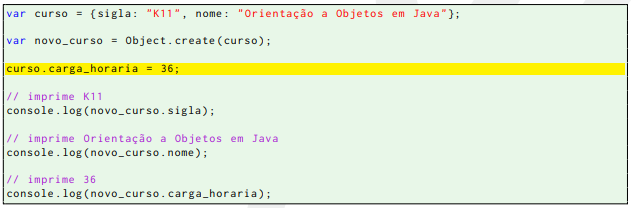 var curso = {sigla: "K11", nome: "Orientação a Objetos em Java"};
var novo_curso = Object.create(curso);
curso.carga_horaria = 36;
// imprime K11
console.log(novo_curso.sigla);
// imprime Orientação a Objetos em Java
console.log(novo_curso.nome);
// imprime 36
console.log(novo_curso.carga_horaria);